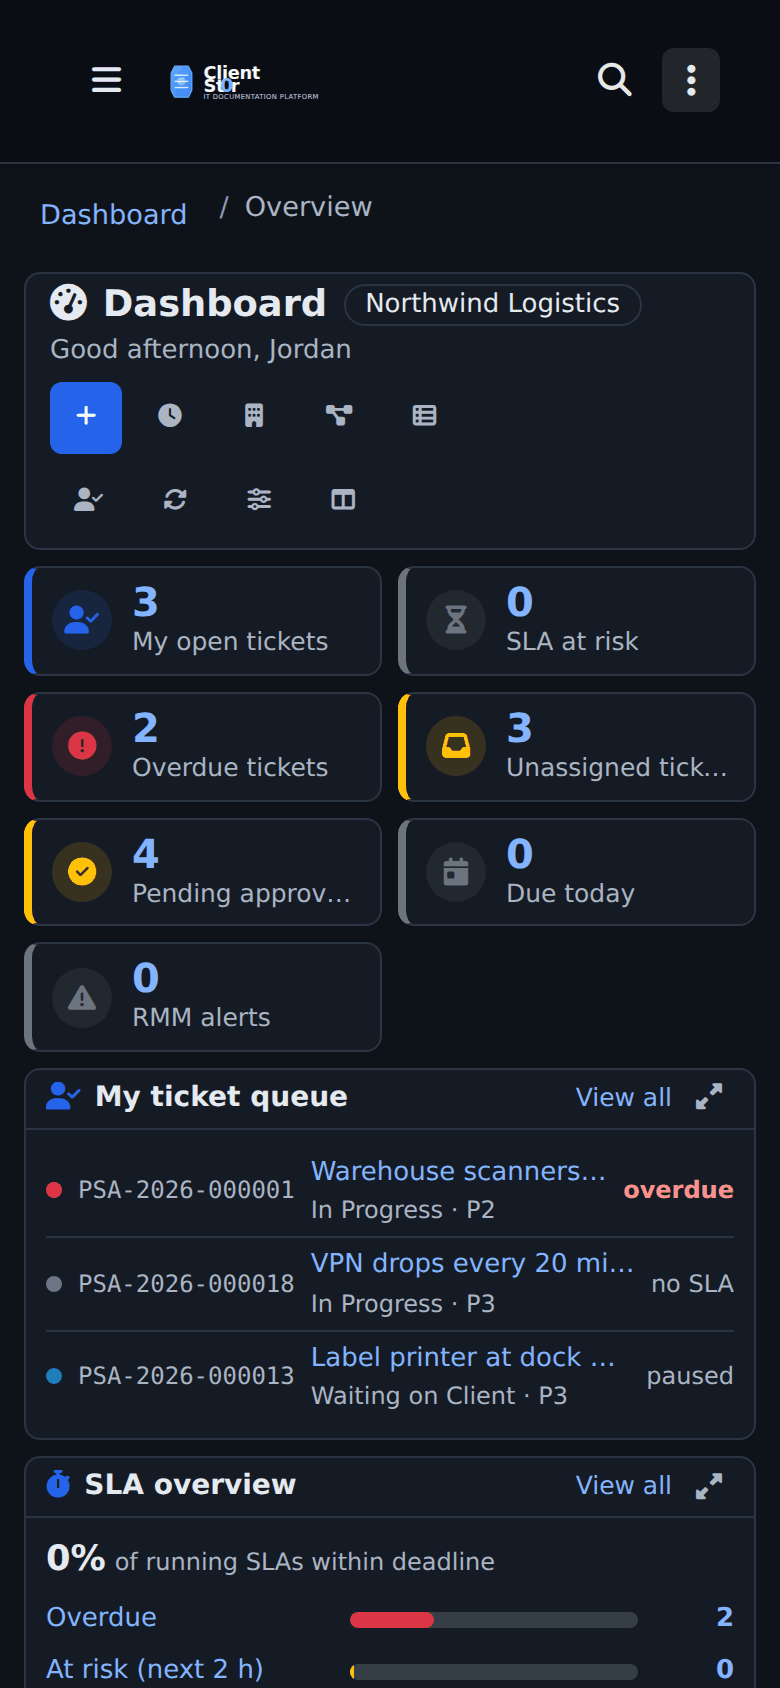 Client
St0r
IT DOCUMENTATION PLATFORM
Dashboard / Overview
Dashboard Northwind Logistics
Good afternoon, Jordan
3
My open tickets
0
SLA at risk
2
Overdue tickets
3
Unassigned tick...
4
Pending approv...
0
Due today
0
RMM alerts
My ticket queue View all
PSA-2026-000001 Warehouse scanners... overdue
In Progress · P2
PSA-2026-000018 VPN drops every 20 mi... no SLA
In Progress · P3
PSA-2026-000013 Label printer at dock ... paused
Waiting on Client · P3
SLA overview View all
0% of running SLAs within deadline
Overdue 2
At risk (next 2 h) 0